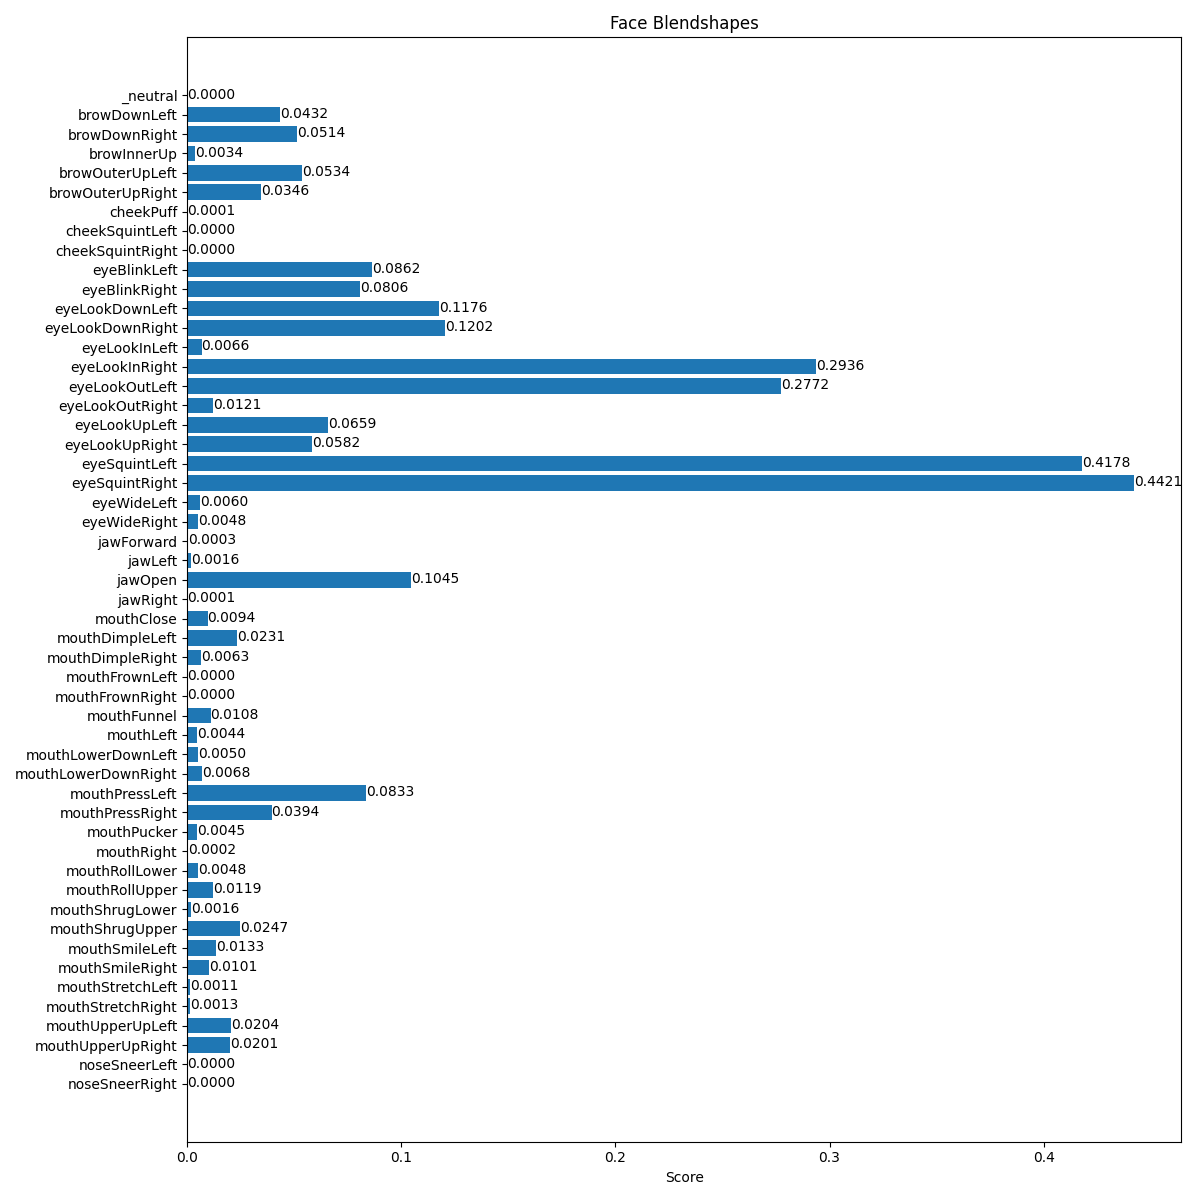 Face Blendshapes
_neutral 0.0000
browDownLeft 0.0432
browDownRight 0.0514
browInnerUp 0.0034
browOuterUpLeft 0.0534
browOuterUpRight 0.0346
cheekPuff 0.0001
cheekSquintLeft 0.0000
cheekSquintRight 0.0000
eyeBlinkLeft 0.0862
eyeBlinkRight 0.0806
eyeLookDownLeft 0.1176
eyeLookDownRight 0.1202
eyeLookInLeft 0.0066
eyeLookInRight 0.2936
eyeLookOutLeft 0.2772
eyeLookOutRight 0.0121
eyeLookUpLeft 0.0659
eyeLookUpRight 0.0582
eyeSquintLeft 0.4178
eyeSquintRight 0.4421
eyeWideLeft 0.0060
eyeWideRight 0.0048
jawForward 0.0003
jawLeft 0.0016
jawOpen 0.1045
jawRight 0.0001
mouthClose 0.0094
mouthDimpleLeft 0.0231
mouthDimpleRight 0.0063
mouthFrownLeft 0.0000
mouthFrownRight 0.0000
mouthFunnel 0.0108
mouthLeft 0.0044
mouthLowerDownLeft 0.0050
mouthLowerDownRight 0.0068
mouthPressLeft 0.0833
mouthPressRight 0.0394
mouthPucker 0.0045
mouthRight 0.0002
mouthRollLower 0.0048
mouthRollUpper 0.0119
mouthShrugLower 0.0016
mouthShrugUpper 0.0247
mouthSmileLeft 0.0133
mouthSmileRight 0.0101
mouthStretchLeft 0.0011
mouthStretchRight 0.0013
mouthUpperUpLeft 0.0204
mouthUpperUpRight 0.0201
noseSneerLeft 0.0000
noseSneerRight 0.0000
0.0 0.1 0.2 0.3 0.4
Score